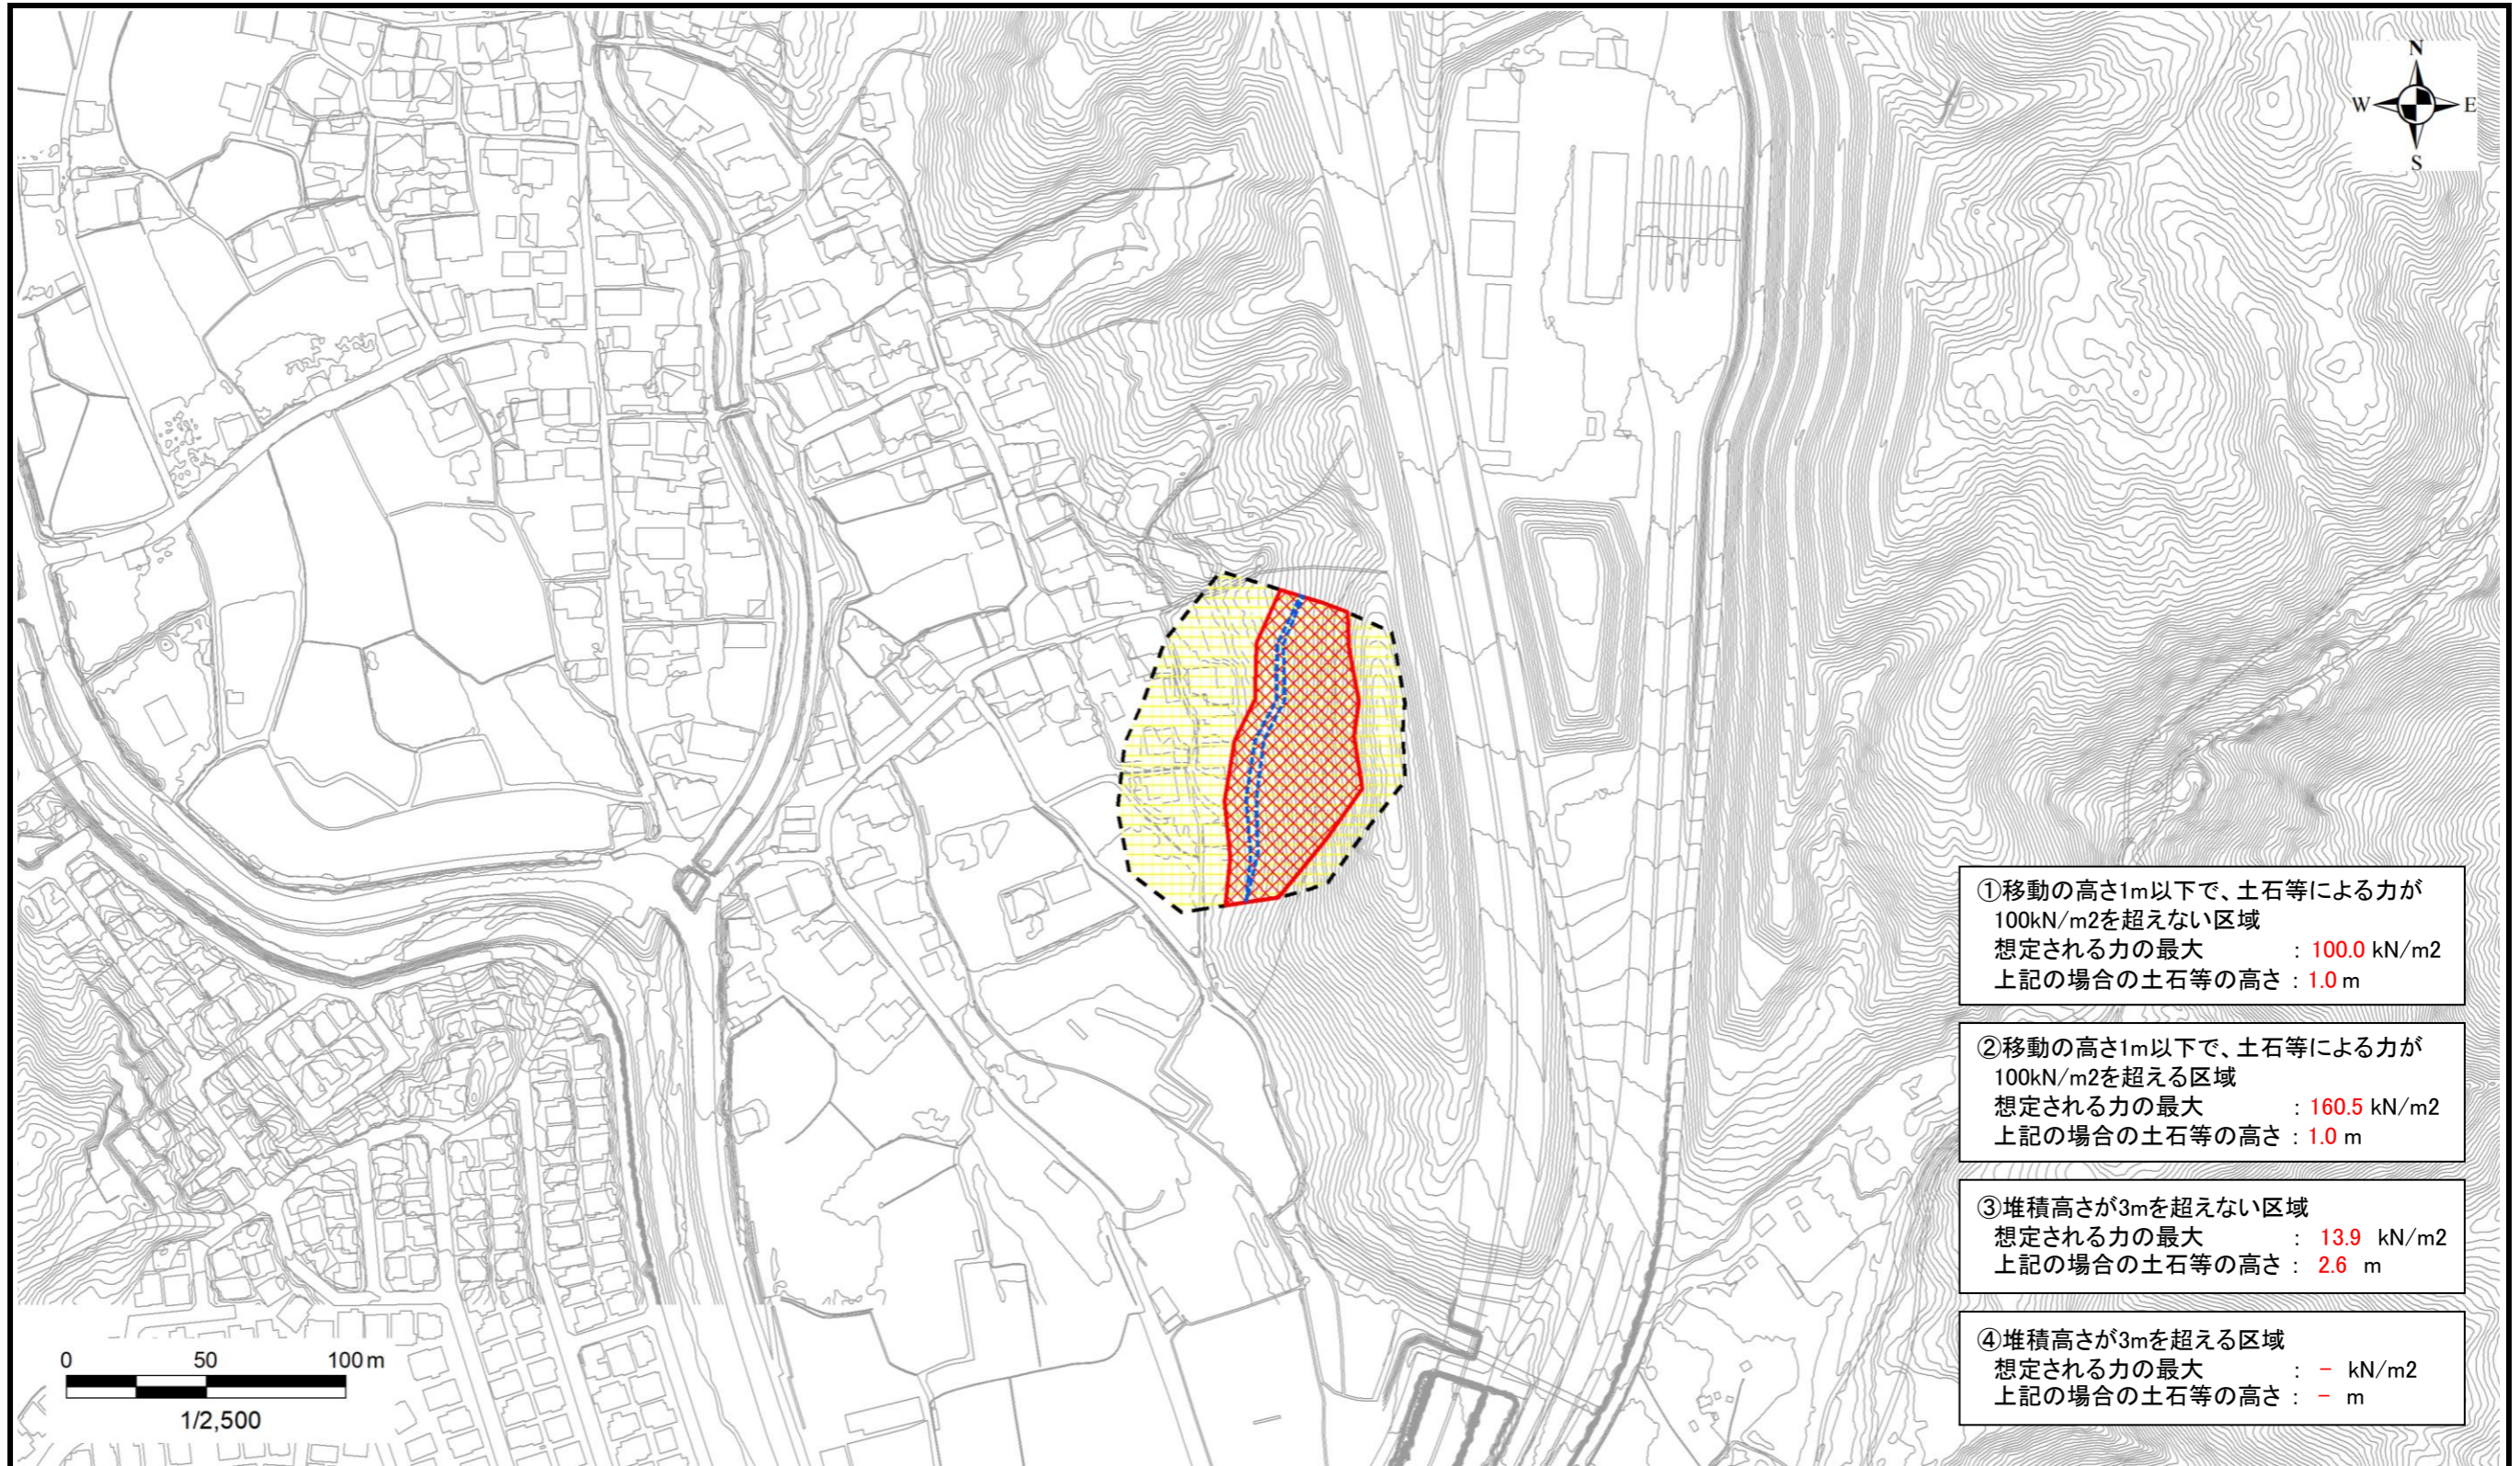 N
W E
S
①移動の高さ1m以下で、土石等による力が
100kN/m2を超えない区域
想定される力の最大 : 100.0 kN/m2
上記の場合の土石等の高さ : 1.0 m
②移動の高さ1m以下で、土石等による力が
100kN/m2を超える区域
想定される力の最大 : 160.5 kN/m2
上記の場合の土石等の高さ : 1.0 m
③堆積高さが3mを超えない区域
想定される力の最大 : 13.9 kN/m2
上記の場合の土石等の高さ : 2.6 m
④堆積高さが3mを超える区域
想定される力の最大 : － kN/m2
上記の場合の土石等の高さ : － m
0 50 100m
1/2,500